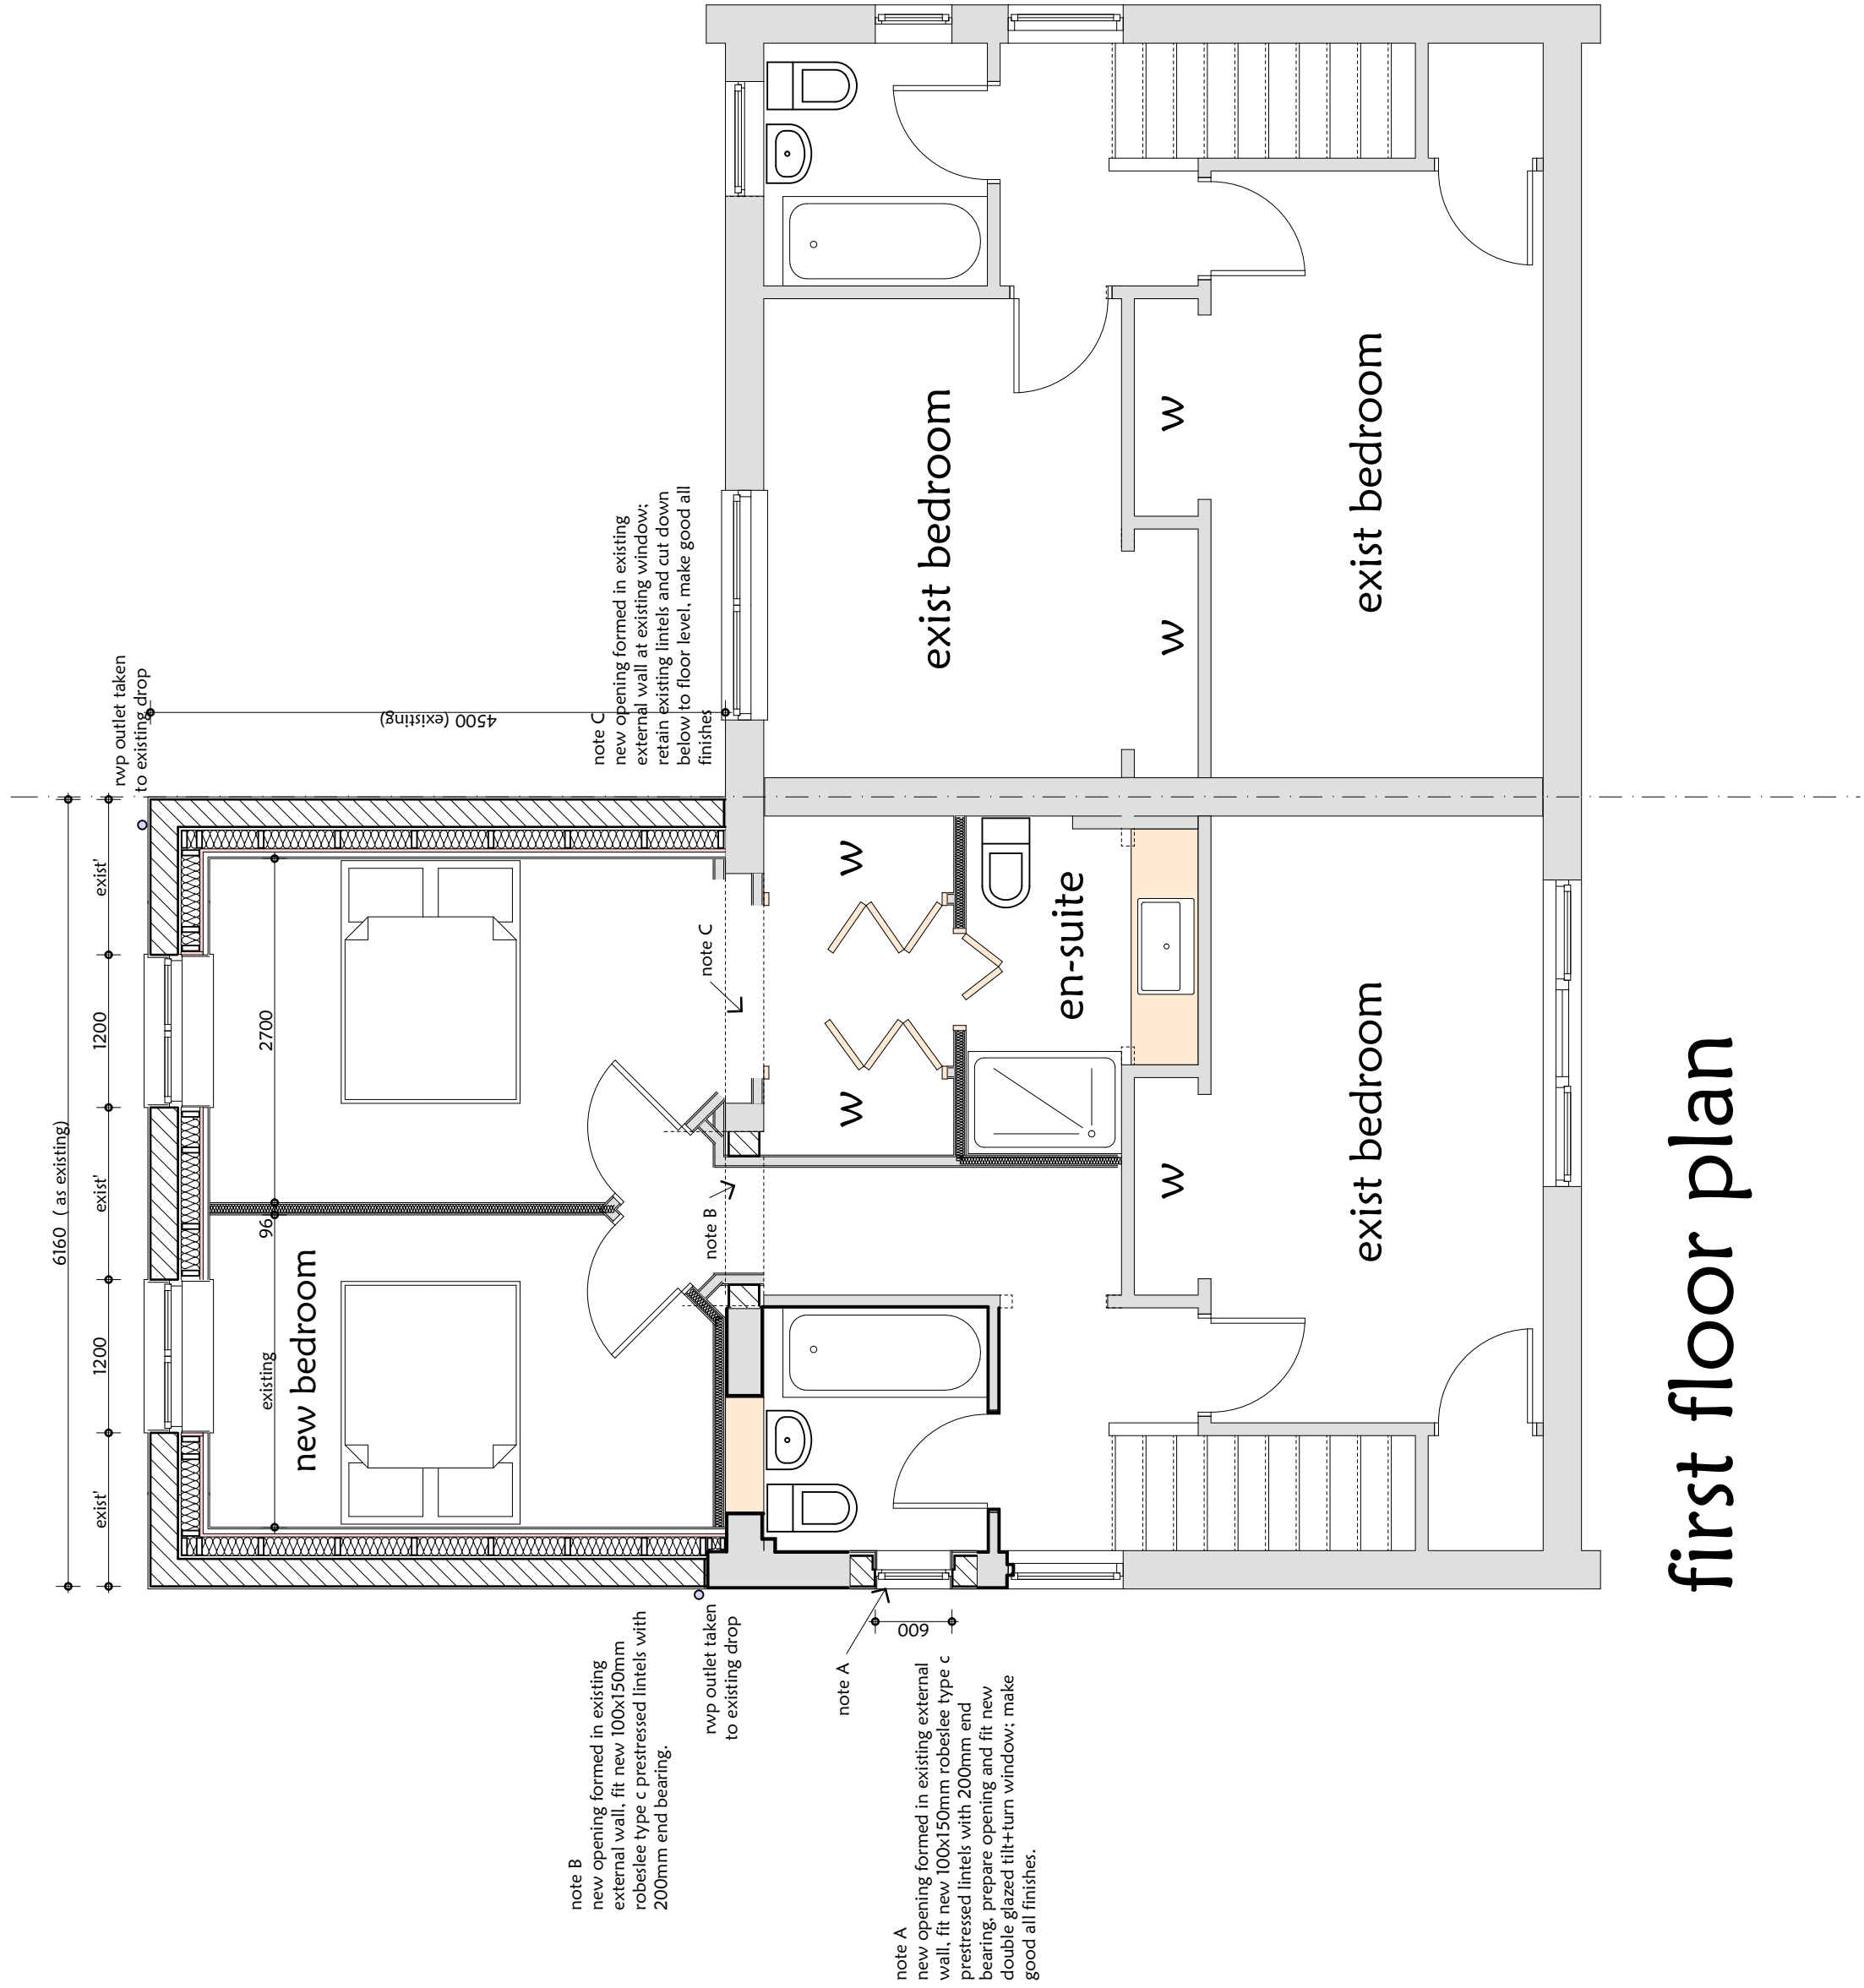 6160 ( as existing)
exist'
1200
exist'
1200
exist'
rwp outlet taken
to existing drop
4500 (existing)
2700
96
existing
new bedroom
note C
new opening formed in existing
external wall at existing window;
retain existing lintels and cut down
below to floor level, make good all
finishes
note C
note B
note B
new opening formed in existing
external wall, fit new 100x150mm
robeslee type c prestressed lintels with
200mm end bearing.
rwp outlet taken
to existing drop
note A
600
note A
new opening formed in existing external
wall, fit new 100x150mm robeslee type c
prestressed lintels with 200mm end
bearing, prepare opening and fit new
double glazed tilt+turn window; make
good all finishes.
w
w
en-suite
w
exist bedroom
exist bedroom
w
w
exist bedroom
first floor plan